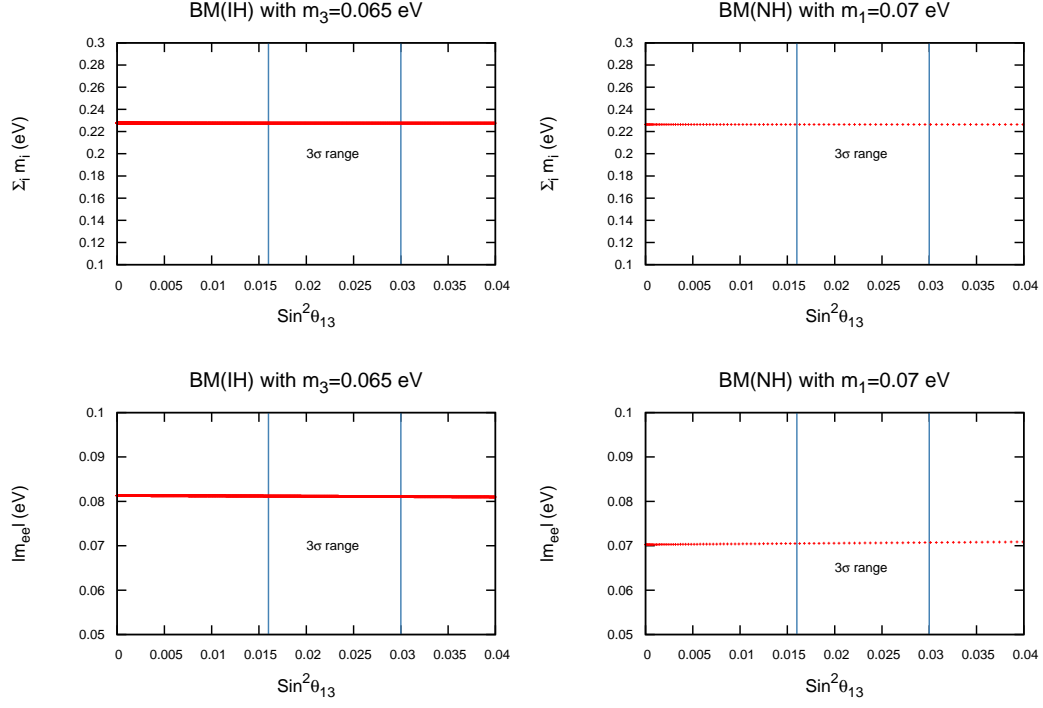 BM(IH) with m₃=0.065 eV
Σᵢ mᵢ (eV)
0.3
0.28
0.26
0.24
0.22
0.2
0.18
0.16
0.14
0.12
0.1
3σ range
0 0.005 0.01 0.015 0.02 0.025 0.03 0.035 0.04
Sin²θ₁₃
BM(NH) with m₁=0.07 eV
Σᵢ mᵢ (eV)
0.3
0.28
0.26
0.24
0.22
0.2
0.18
0.16
0.14
0.12
0.1
3σ range
0 0.005 0.01 0.015 0.02 0.025 0.03 0.035 0.04
Sin²θ₁₃
BM(IH) with m₃=0.065 eV
|mₑₑ| (eV)
0.1
0.09
0.08
0.07
0.06
0.05
3σ range
0 0.005 0.01 0.015 0.02 0.025 0.03 0.035 0.04
Sin²θ₁₃
BM(NH) with m₁=0.07 eV
|mₑₑ| (eV)
0.1
0.09
0.08
0.07
0.06
0.05
3σ range
0 0.005 0.01 0.015 0.02 0.025 0.03 0.035 0.04
Sin²θ₁₃